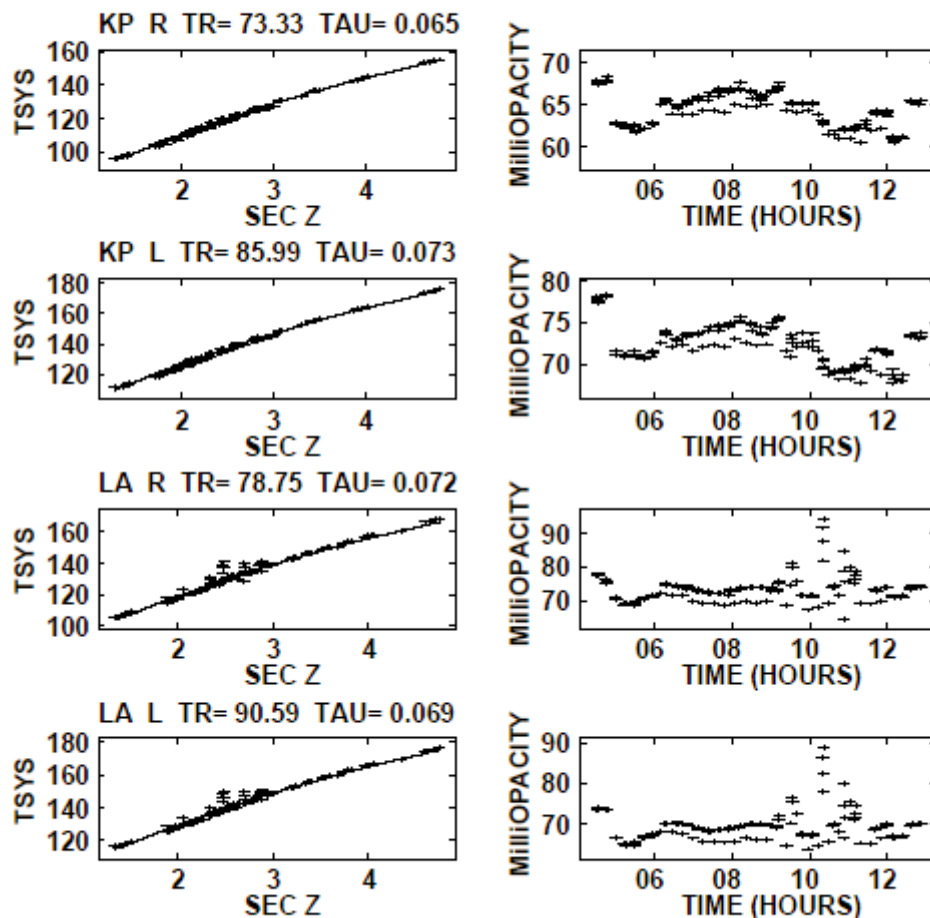 KP R TR= 73.33 TAU= 0.065
160
140
120
100
TSYS
2 3 4
SEC Z
70
65
60
MilliOPACITY
06 08 10 12
TIME (HOURS)
KP L TR= 85.99 TAU= 0.073
180
160
140
120
TSYS
2 3 4
SEC Z
80
75
70
MilliOPACITY
06 08 10 12
TIME (HOURS)
LA R TR= 78.75 TAU= 0.072
160
140
120
100
TSYS
2 3 4
SEC Z
90
80
70
MilliOPACITY
06 08 10 12
TIME (HOURS)
LA L TR= 90.59 TAU= 0.069
180
160
140
120
TSYS
2 3 4
SEC Z
90
80
70
MilliOPACITY
06 08 10 12
TIME (HOURS)